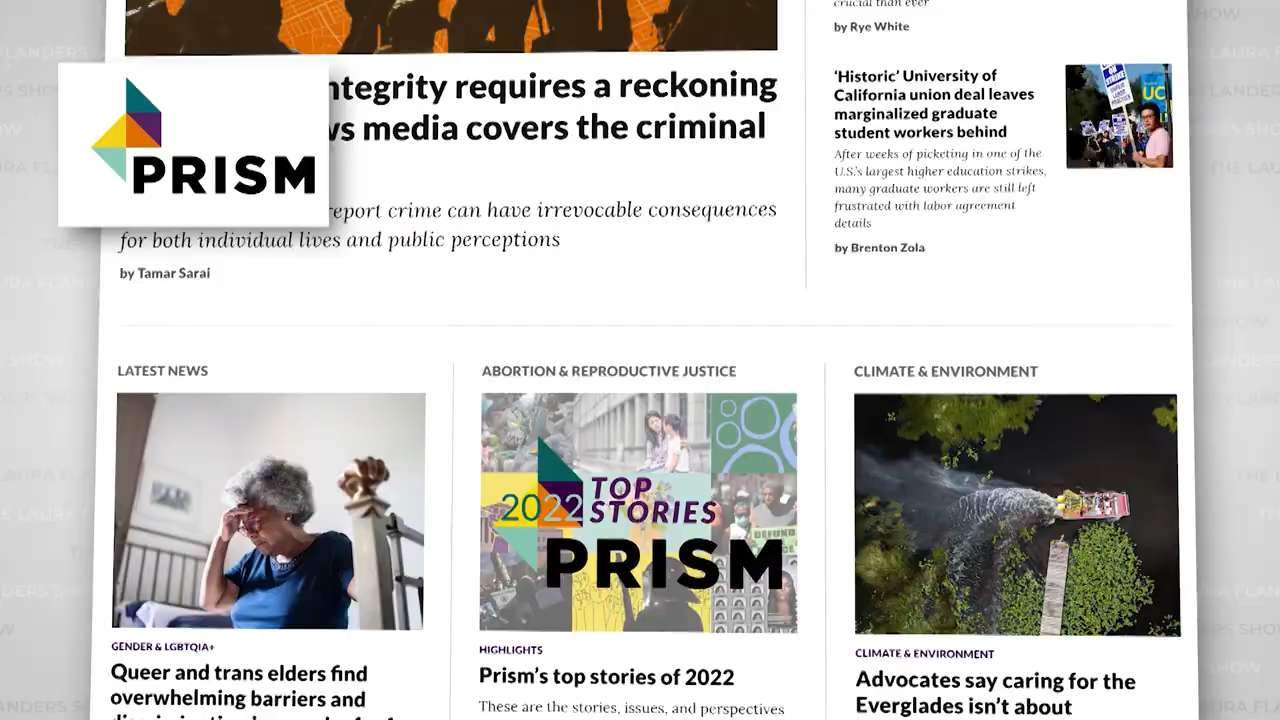 crucial than ever
by Rye White
PRISM
ntegrity requires a reckoning
vs media covers the criminal
report crime can have irrevocable consequences
for both individual lives and public perceptions
by Tamar Sarai
‘Historic’ University of
California union deal leaves
marginalized graduate
student workers behind
After weeks of picketing in one of the
U.S.'s largest higher education strikes,
many graduate workers are still left
frustrated with labor agreement
details
by Brenton Zola
ON STRIKE
UC
LATEST NEWS
GENDER & LGBTQIA+
Queer and trans elders find
overwhelming barriers and
ABORTION & REPRODUCTIVE JUSTICE
2022 TOP
STORIES
PRISM
HIGHLIGHTS
Prism’s top stories of 2022
These are the stories, issues, and perspectives
CLIMATE & ENVIRONMENT
CLIMATE & ENVIRONMENT
Advocates say caring for the
Everglades isn’t about